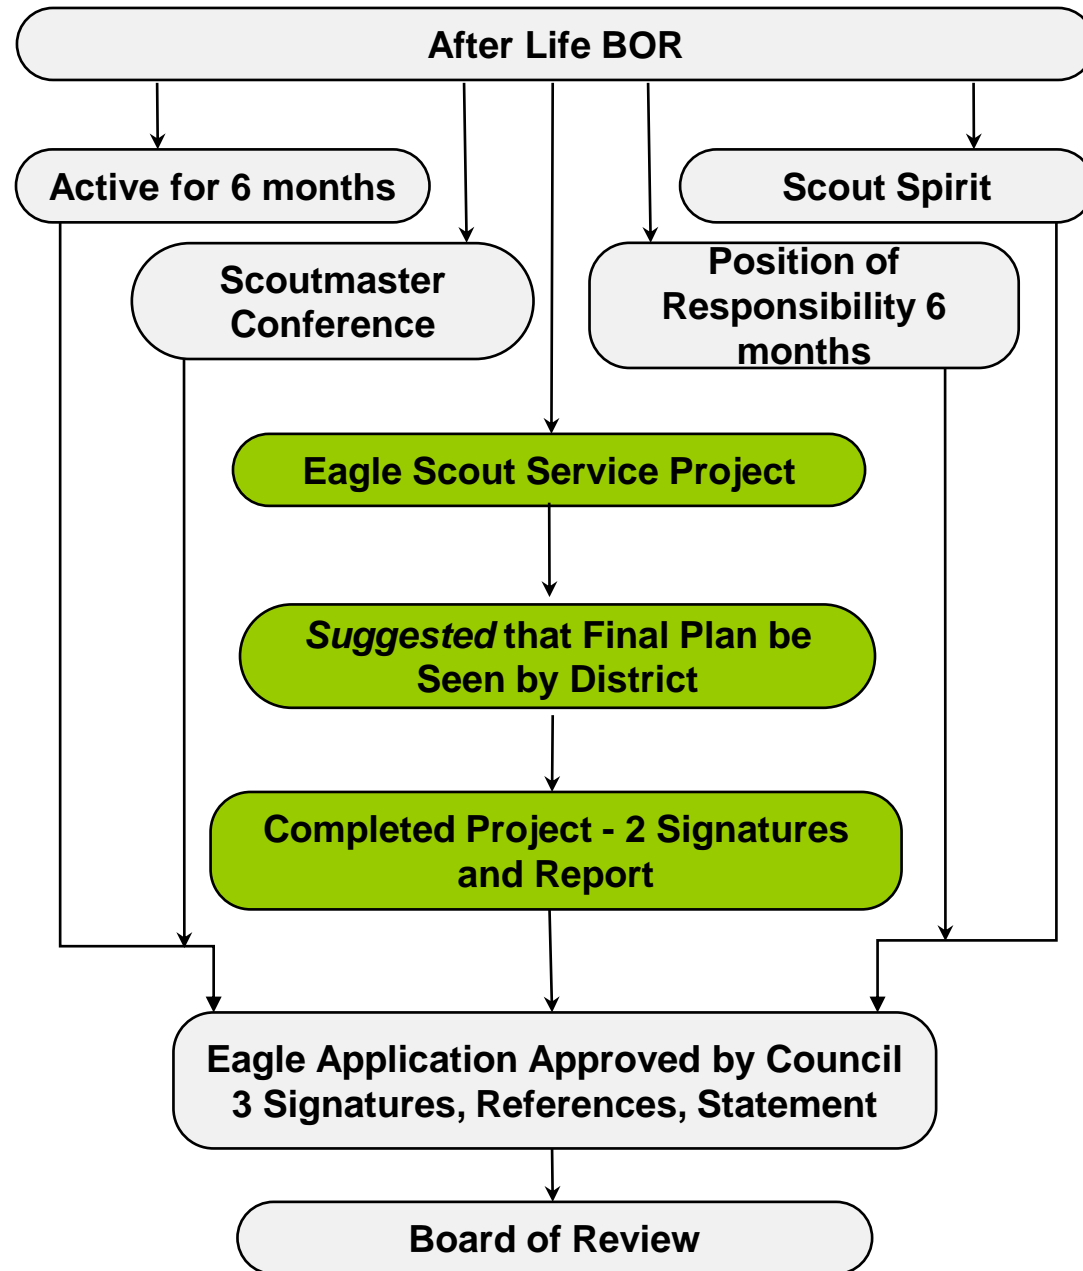 After Life BOR
Active for 6 months
Scout Spirit
Scoutmaster
Conference
Position of
Responsibility 6
months
Eagle Scout Service Project
Suggested that Final Plan be
Seen by District
Completed Project - 2 Signatures
and Report
Eagle Application Approved by Council
3 Signatures, References, Statement
Board of Review